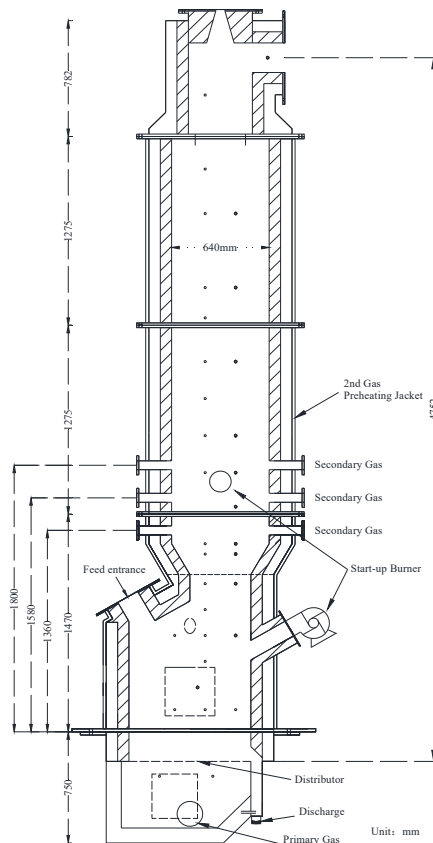 782
1275
640mm
1275
2nd Gas
Preheating Jacket
Secondary Gas
Secondary Gas
Secondary Gas
Start-up Burner
Feed entrance
1800
1580
1360
1470
750
Distributor
Discharge
Primary Gas
Unit: mm